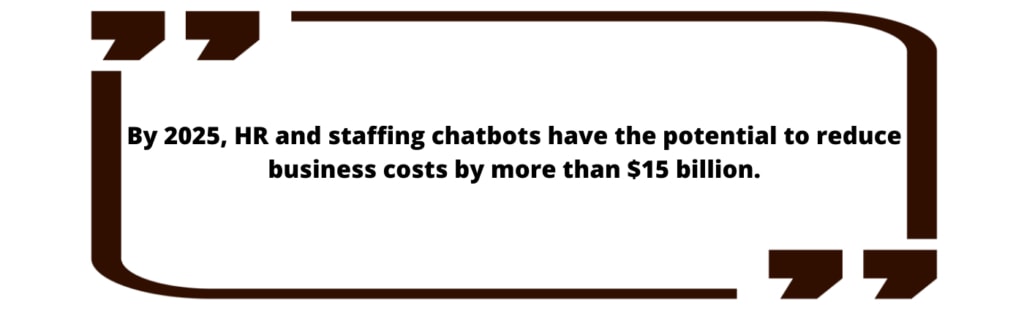 By 2025, HR and staffing chatbots have the potential to reduce
business costs by more than $15 billion.